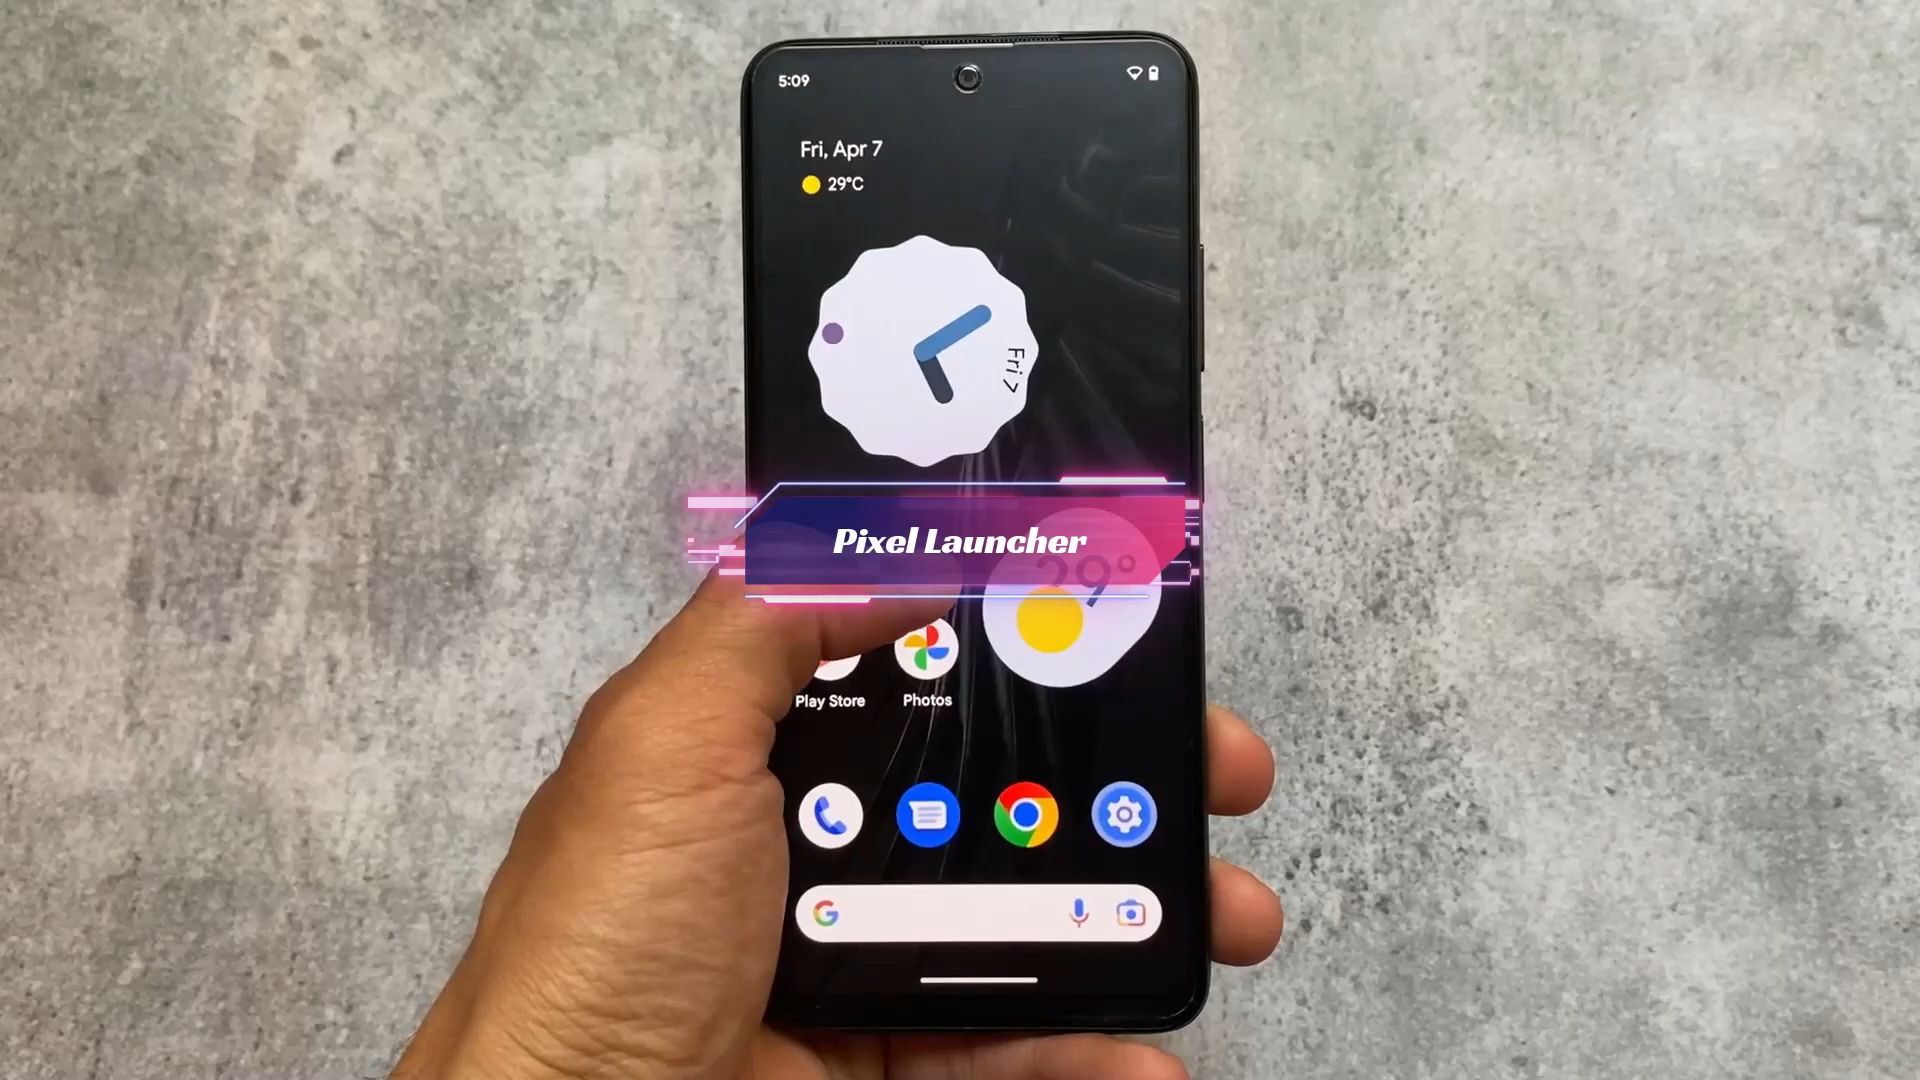 5:09
Fri, Apr 7
29°C
Fri 7
Pixel Launcher
29°
Play Store
Photos